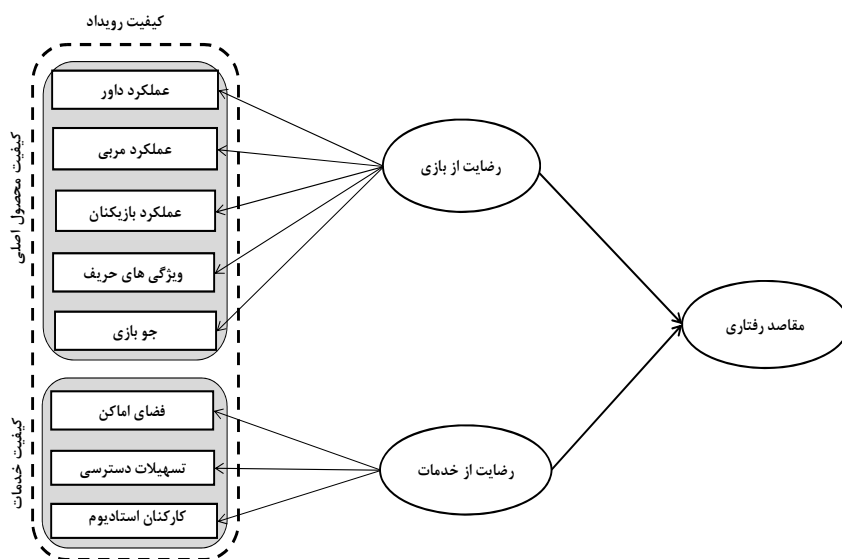 کیفیت رویداد
کیفیت محصول اصلی
عملکرد داور
عملکرد مربی
عملکرد بازیکنان
ویژگی های حریف
جو بازی
رضایت از بازی
مقاصد رفتاری
کیفیت خدمات
فضای اماکن
تسهیلات دسترسی
کارکنان استادیوم
رضایت از خدمات